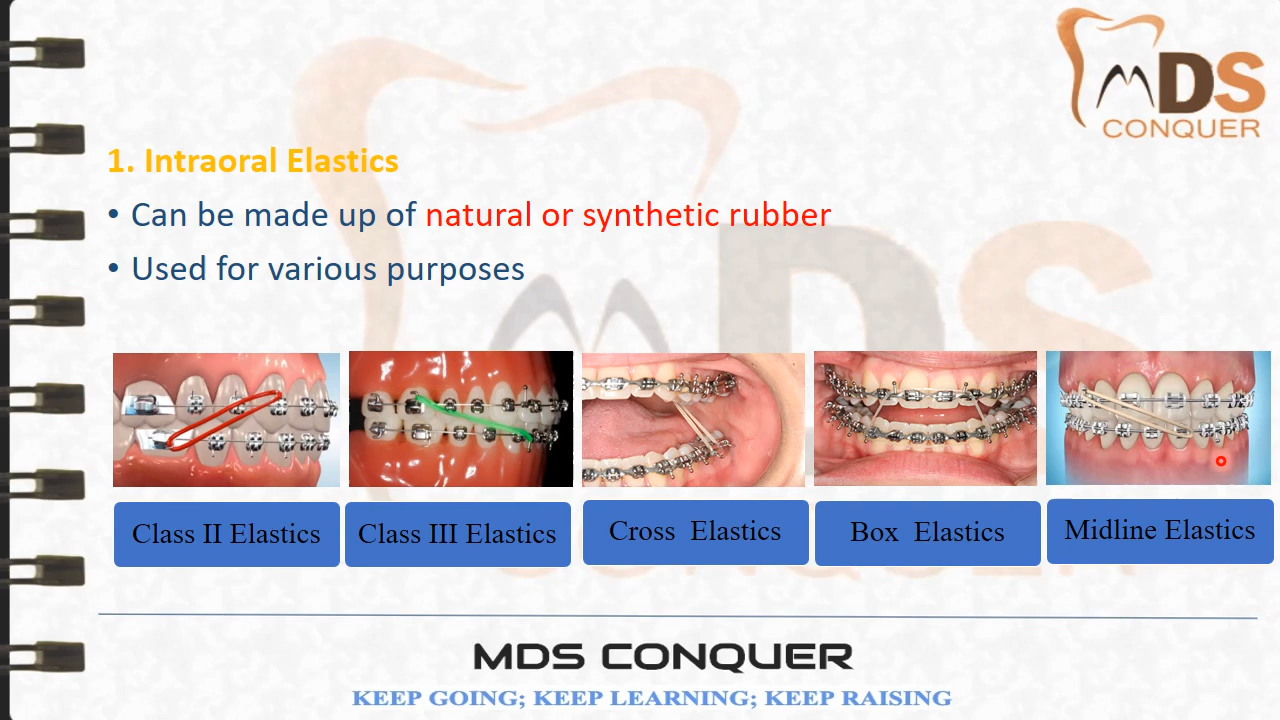 MDS
CONQUER
1. Intraoral Elastics
• Can be made up of natural or synthetic rubber
• Used for various purposes
Class II Elastics
Class III Elastics
Cross Elastics
Box Elastics
Midline Elastics
MDS CONQUER
KEEP GOING; KEEP LEARNING; KEEP RAISING